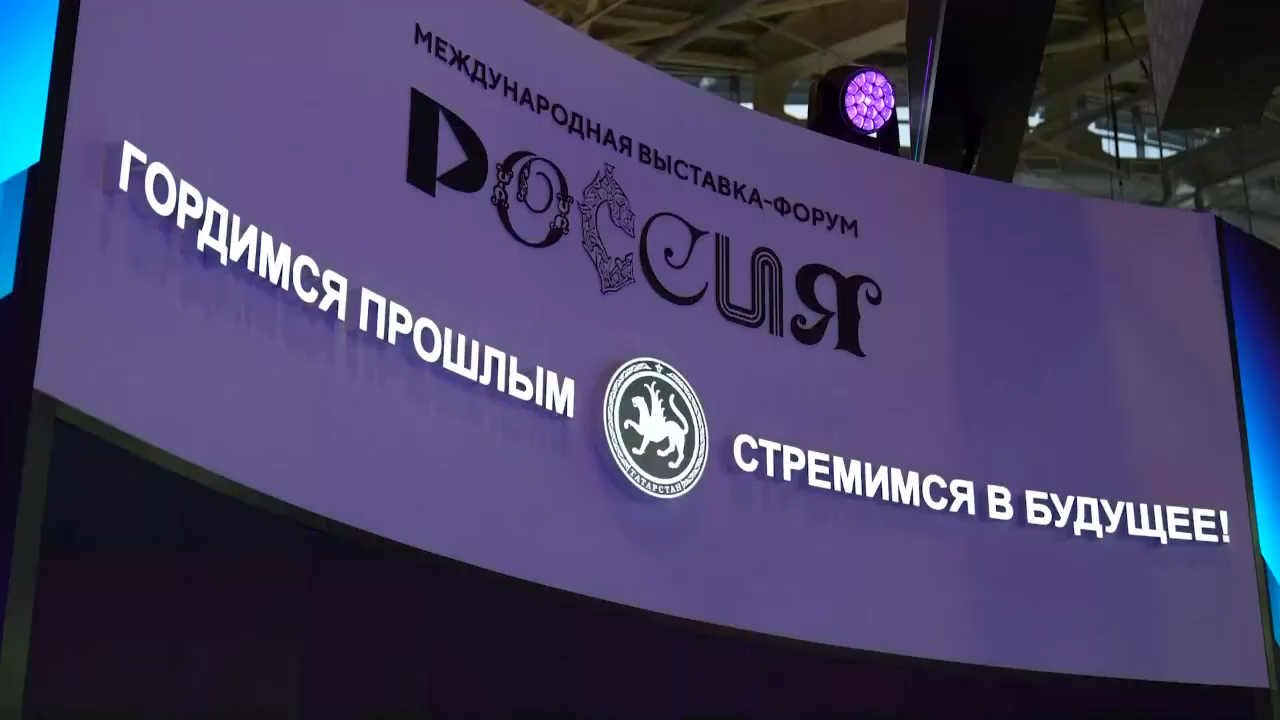 МЕЖДУНАРОДНАЯ ВЫСТАВКА-ФОРУМ
РОССИЯ
ГОРДИМСЯ ПРОШЛЫМ
ТАТАРСТАН
СТРЕМИМСЯ В БУДУЩЕЕ!